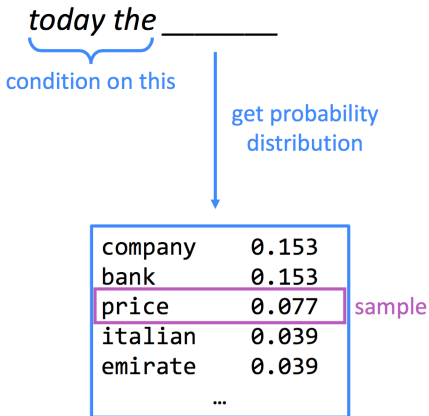 today the _______
condition on this
get probability
distribution
company 0.153
bank 0.153
price 0.077
sample
italian 0.039
emirate 0.039
…